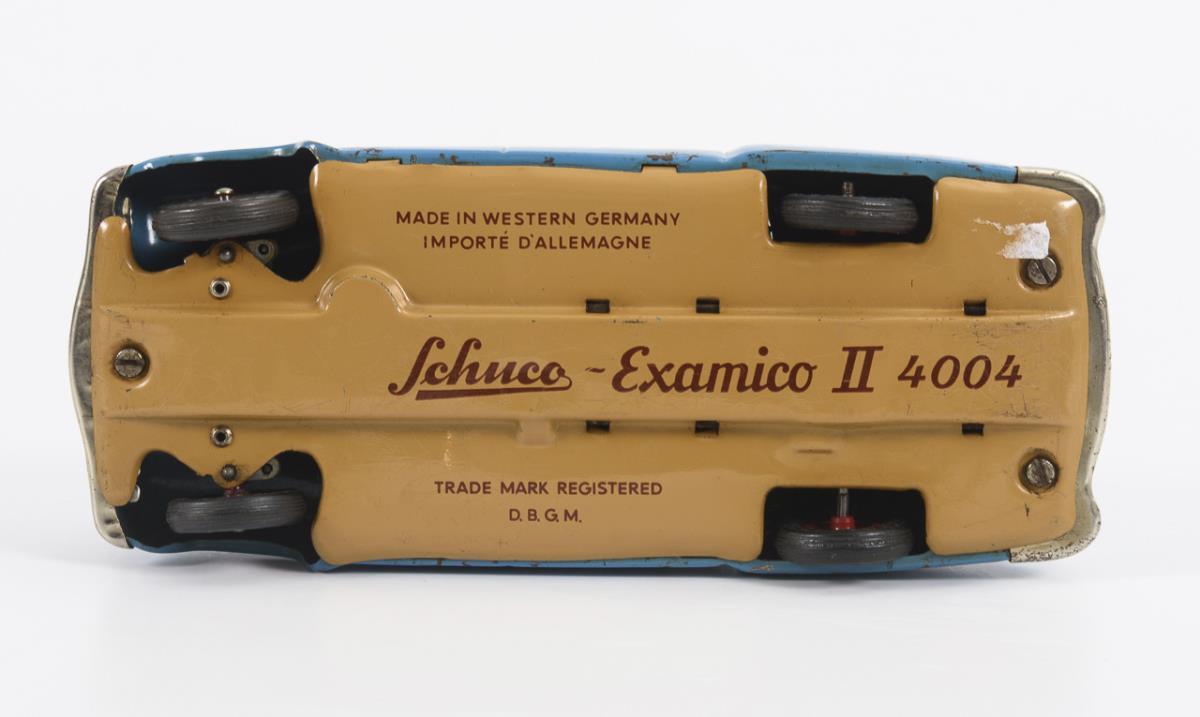 MADE IN WESTERN GERMANY
IMPORTÉ D'ALLEMAGNE
Schuco - Examico II 4004
TRADE MARK REGISTERED
D.B.G.M.